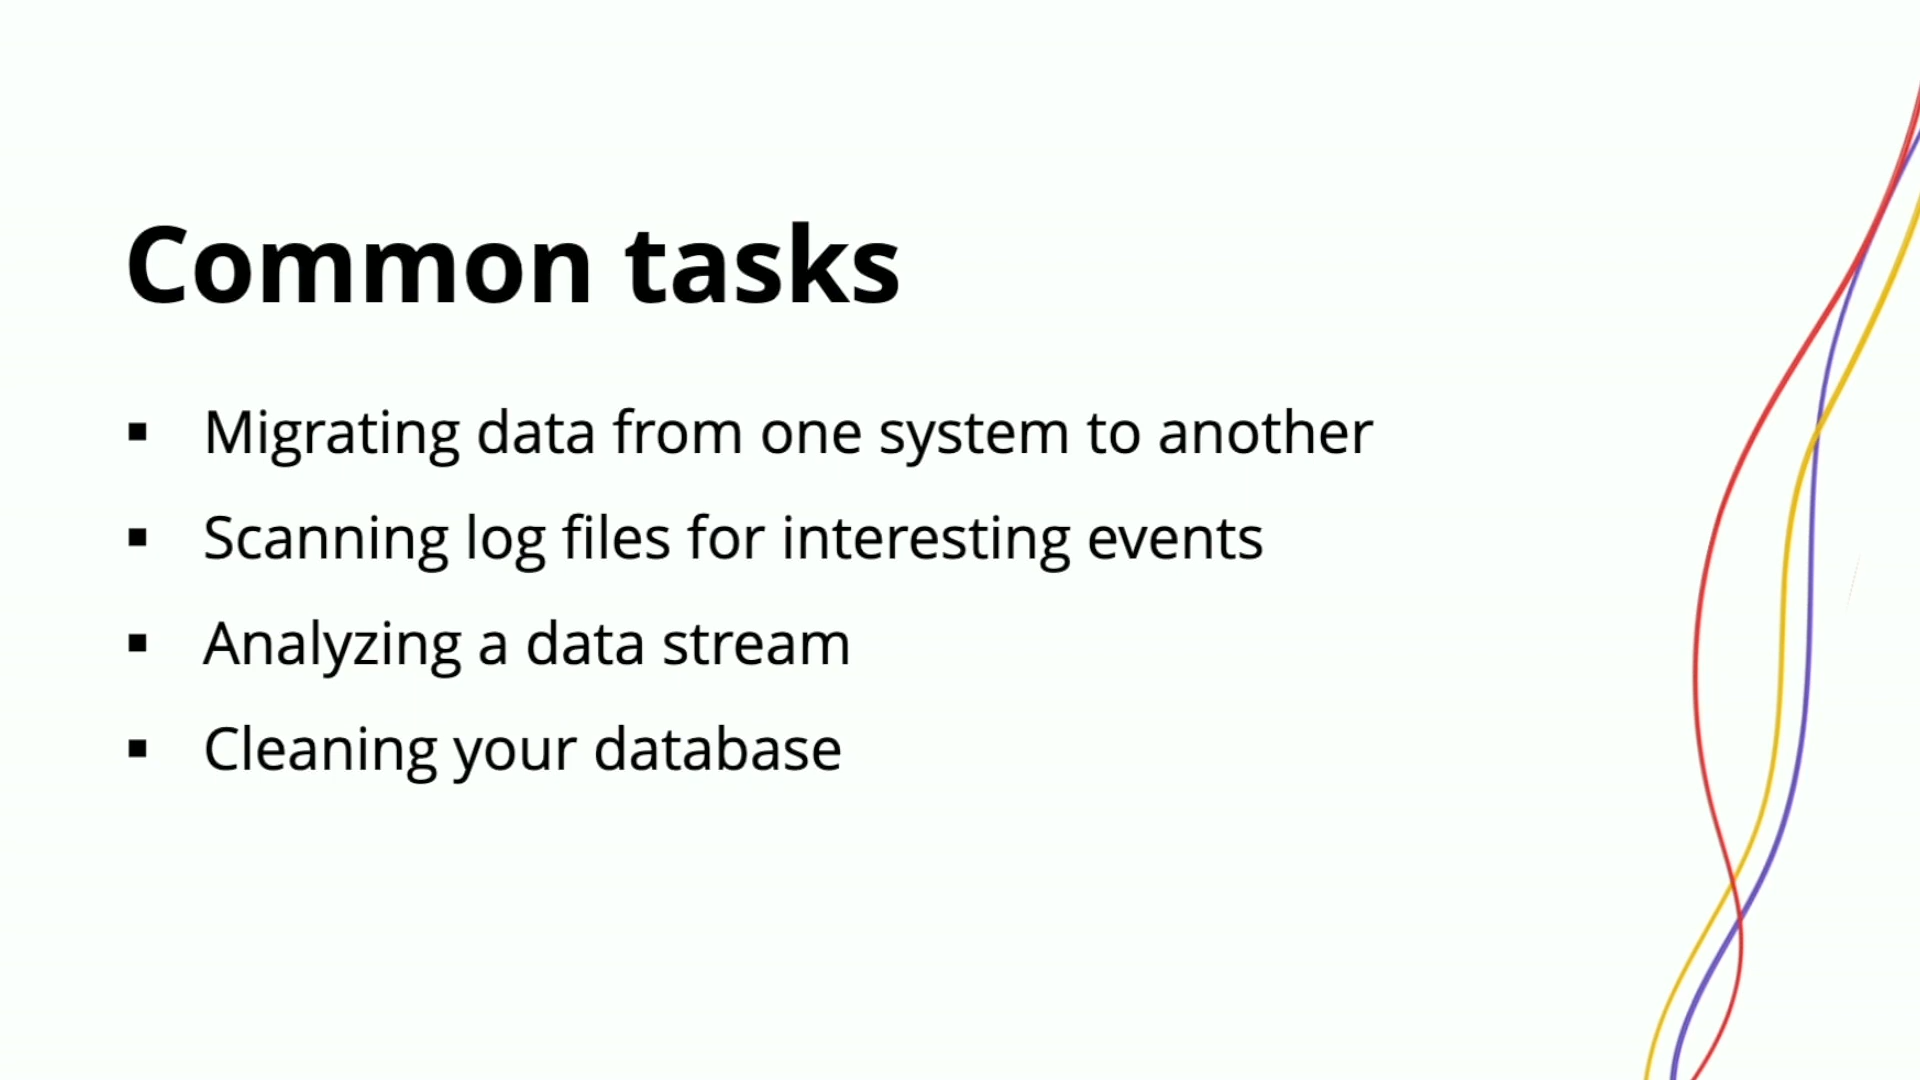 Common tasks
▪ Migrating data from one system to another
▪ Scanning log files for interesting events
▪ Analyzing a data stream
▪ Cleaning your database